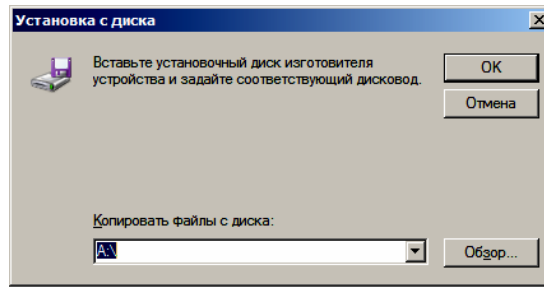 Установка с диска
Вставьте установочный диск изготовителя
устройства и задайте соответствующий дисковод.
OK
Отмена
Копировать файлы с диска:
A:\
Обзор...